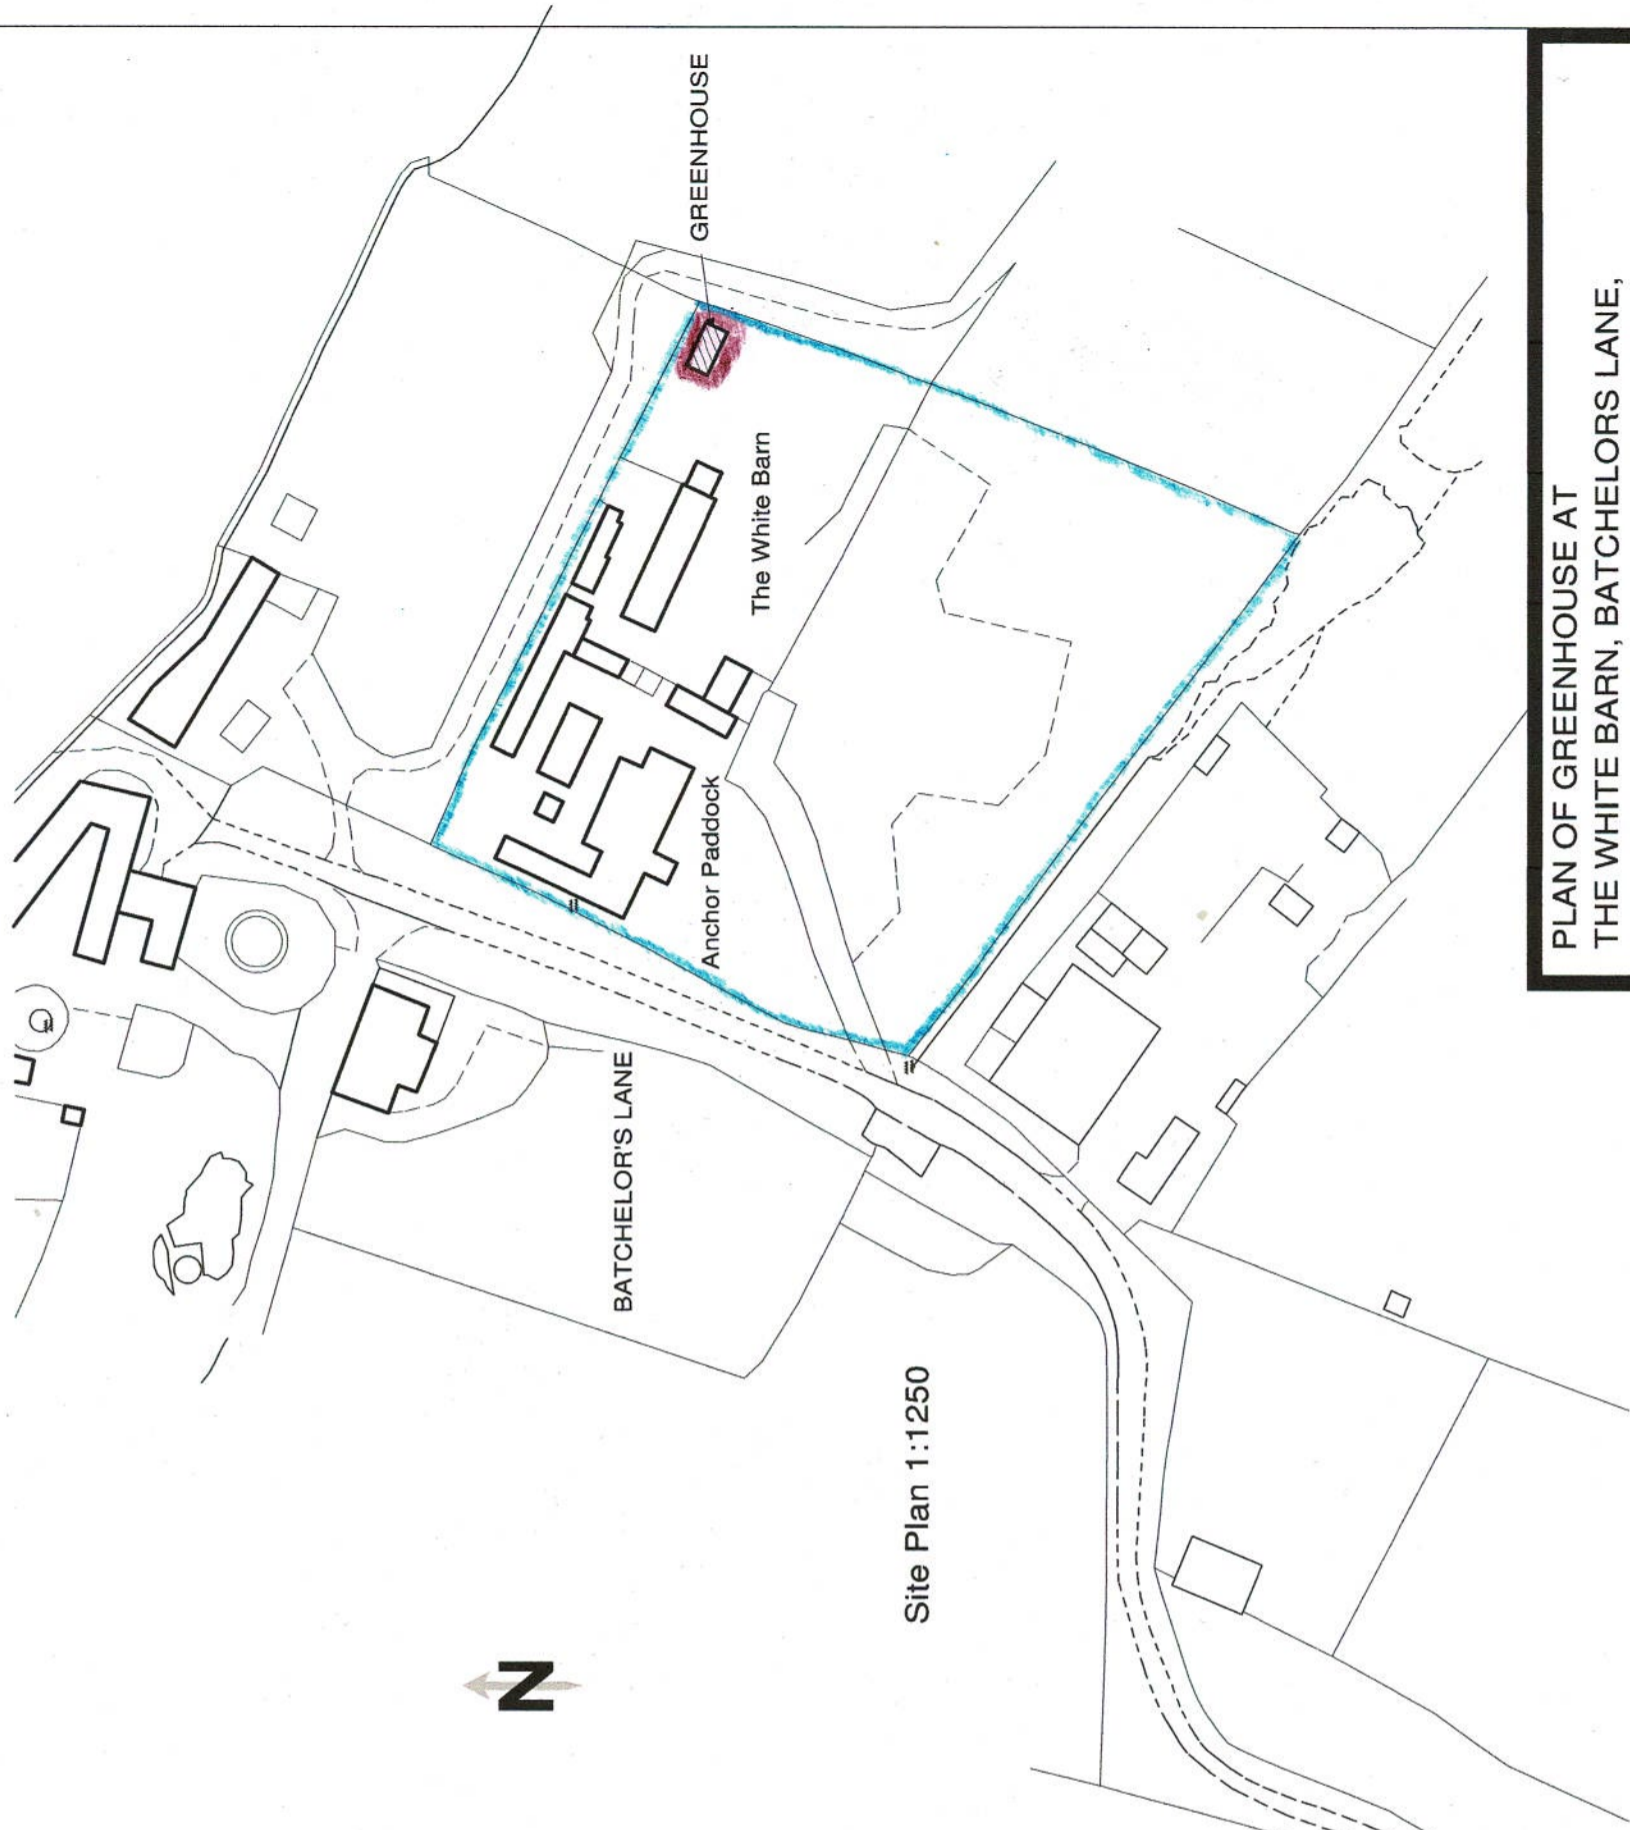 GREENHOUSE
The White Barn
Anchor Paddock
BATCHELOR'S LANE
Site Plan 1:1250
N
PLAN OF GREENHOUSE AT
THE WHITE BARN, BATCHELORS LANE,